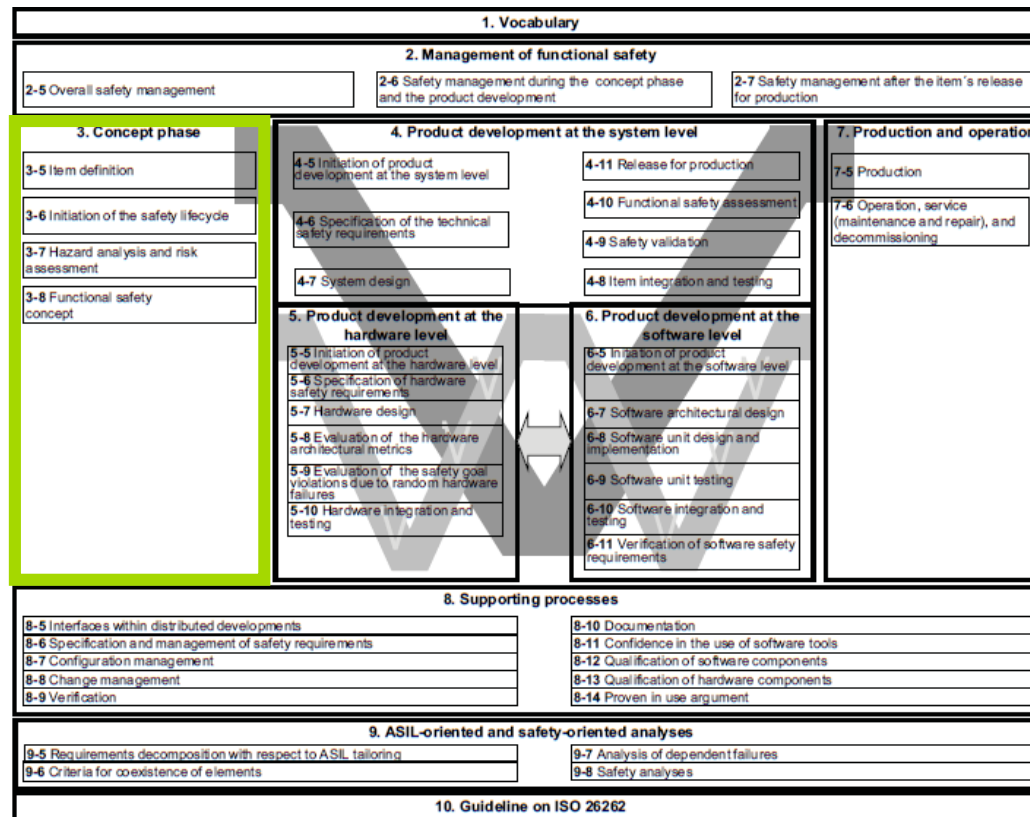 1. Vocabulary
2. Management of functional safety
2-5 Overall safety management
2-6 Safety management during the concept phase
and the product development
2-7 Safety management after the item´s release
for production
3. Concept phase
3-5 Item definition
3-6 Initiation of the safety lifecycle
3-7 Hazard analysis and risk
assessment
3-8 Functional safety
concept
4. Product development at the system level
4-5 Initiation of product
development at the system level
4-6 Specification of the technical
safety requirements
4-7 System design
4-11 Release for production
4-10 Functional safety assessment
4-9 Safety validation
4-8 Item integration and testing
7. Production and operation
7-5 Production
7-6 Operation, service
(maintenance and repair), and
decommissioning
5. Product development at the
hardware level
5-5 Initiation of product
development at the hardware level
5-6 Specification of hardware
safety requirements
5-7 Hardware design
5-8 Evaluation of the hardware
architectural metrics
5-9 Evaluation of the safety goal
violations due to random hardware
failures
5-10 Hardware integration and
testing
6. Product development at the
software level
6-5 Initiation of product
development at the software level
6-7 Software architectural design
6-8 Software unit design and
implementation
6-9 Software unit testing
6-10 Software integration and
testing
6-11 Verification of software safety
requirements
8. Supporting processes
8-5 Interfaces within distributed developments
8-6 Specification and management of safety requirements
8-7 Configuration management
8-8 Change management
8-9 Verification
8-10 Documentation
8-11 Confidence in the use of software tools
8-12 Qualification of software components
8-13 Qualification of hardware components
8-14 Proven in use argument
9. ASIL-oriented and safety-oriented analyses
9-5 Requirements decomposition with respect to ASIL tailoring
9-6 Criteria for coexistence of elements
9-7 Analysis of dependent failures
9-8 Safety analyses
10. Guideline on ISO 26262